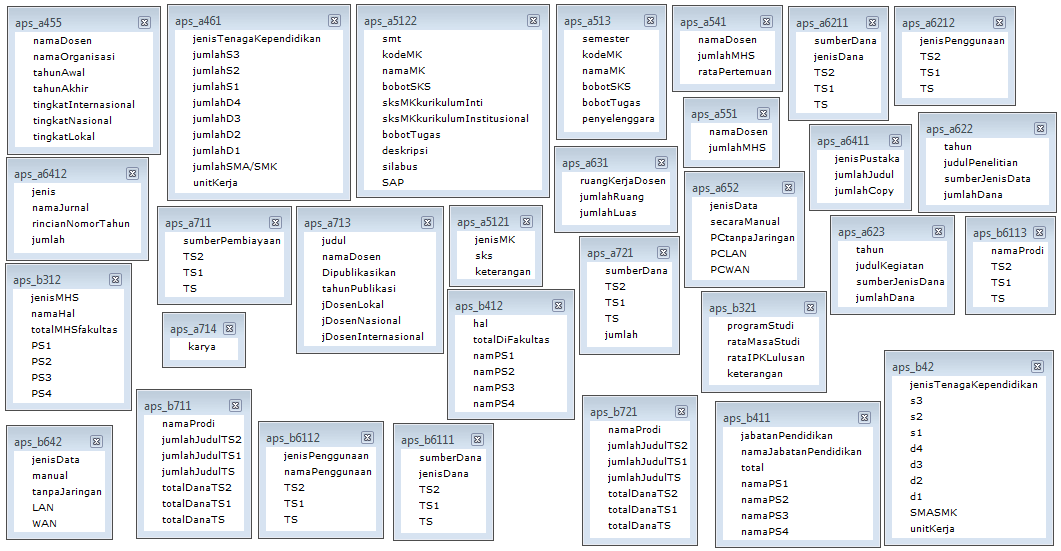 aps_a455
namaDosen
namaOrganisasi
tahunAwal
tahunAkhir
tingkatInternasional
tingkatNasional
tingkatLokal
aps_a461
jenisTenagaKependidikan
jumlahS3
jumlahS2
jumlahS1
jumlahD4
jumlahD3
jumlahD2
jumlahD1
jumlahSMA/SMK
unitKerja
aps_a5122
smt
kodeMK
namaMK
bobotSKS
sksMKkurikulumInti
sksMKkurikulumInstitusional
bobotTugas
deskripsi
silabus
SAP
aps_a513
semester
kodeMK
namaMK
bobotSKS
bobotTugas
penyelenggara
aps_a541
namaDosen
jumlahMHS
rataPertemuan
aps_a6211
sumberDana
jenisDana
TS2
TS1
TS
aps_a6212
jenisPenggunaan
TS2
TS1
TS
aps_a551
namaDosen
jumlahMHS
aps_a6411
jenisPustaka
jumlahJudul
jumlahCopy
aps_a622
tahun
judulPenelitian
sumberJenisData
jumlahDana
aps_a6412
jenis
namaJurnal
rincianNomorTahun
jumlah
aps_a631
ruangKerjaDosen
jumlahRuang
jumlahLuas
aps_a652
jenisData
secaraManual
PCtanpaJaringan
PCLAN
PCWAN
aps_a711
sumberPembiayaan
TS2
TS1
TS
aps_a713
judul
namaDosen
Dipublikasikan
tahunPublikasi
jDosenLokal
jDosenNasional
jDosenInternasional
aps_a5121
jenisMK
sks
keterangan
aps_a721
sumberDana
TS2
TS1
TS
jumlah
aps_a623
tahun
judulKegiatan
sumberJenisDana
jumlahDana
aps_b6113
namaProdi
TS2
TS1
TS
aps_b312
jenisMHS
namaHal
totalMHSfakultas
PS1
PS2
PS3
PS4
aps_a714
karya
aps_b412
hal
totalDiFakultas
namPS1
namPS2
namPS3
namPS4
aps_b321
programStudi
rataMasaStudi
rataIPKLulusan
keterangan
aps_b42
jenisTenagaKependidikan
s3
s2
s1
d4
d3
d2
d1
SMASMK
unitKerja
aps_b642
jenisData
manual
tanpaJaringan
LAN
WAN
aps_b711
namaProdi
jumlahJudulTS2
jumlahJudulTS1
jumlahJudulTS
totalDanaTS2
totalDanaTS1
totalDanaTS
aps_b6112
jenisPenggunaan
namaPenggunaan
TS2
TS1
TS
aps_b6111
sumberDana
jenisDana
TS2
TS1
TS
aps_b721
namaProdi
jumlahJudulTS2
jumlahJudulTS1
jumlahJudulTS
totalDanaTS2
totalDanaTS1
totalDanaTS
aps_b411
jabatanPendidikan
namaJabatanPendidikan
total
namaPS1
namaPS2
namaPS3
namaPS4